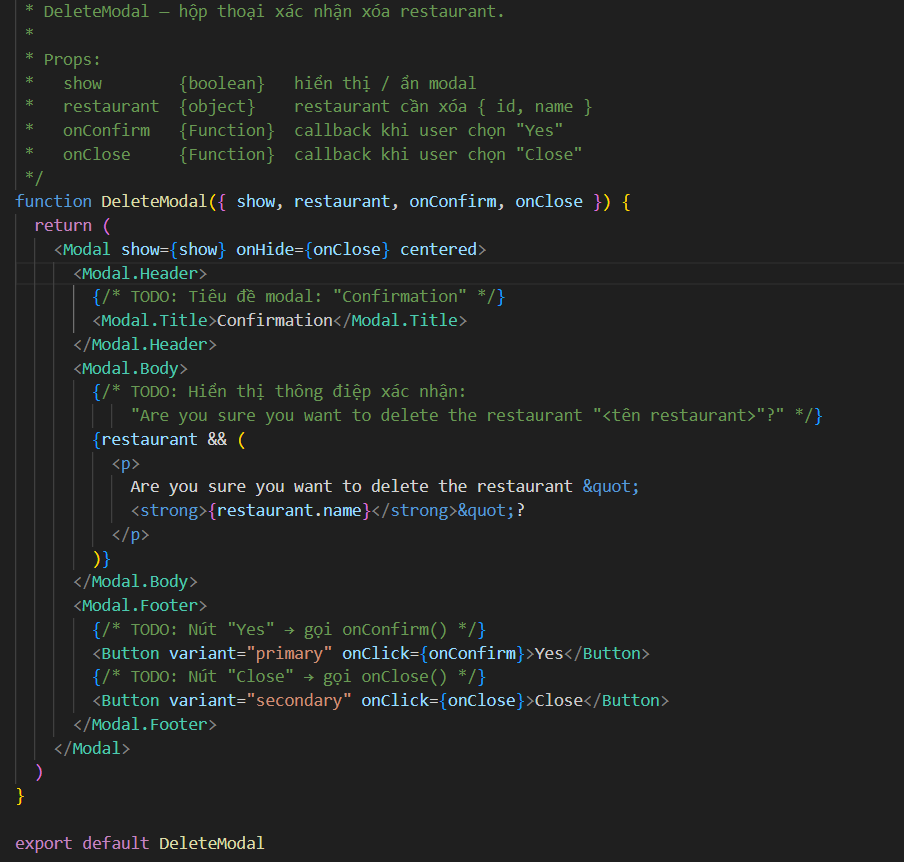 * DeleteModal — hộp thoại xác nhận xóa restaurant.
*
* Props:
*   show        {boolean}   hiển thị / ẩn modal
*   restaurant  {object}    restaurant cần xóa { id, name }
*   onConfirm   {Function}  callback khi user chọn "Yes"
*   onClose     {Function}  callback khi user chọn "Close"
*/
function DeleteModal({ show, restaurant, onConfirm, onClose }) {
  return (
    <Modal show={show} onHide={onClose} centered>
      <Modal.Header>
        {/* TODO: Tiêu đề modal: "Confirmation" */}
        <Modal.Title>Confirmation</Modal.Title>
      </Modal.Header>
      <Modal.Body>
        {/* TODO: Hiển thị thông điệp xác nhận:
            "Are you sure you want to delete the restaurant "<tên restaurant>"?" */}
        {restaurant && (
          <p>
            Are you sure you want to delete the restaurant &quot;
            <strong>{restaurant.name}</strong>&quot;?
          </p>
        )}
      </Modal.Body>
      <Modal.Footer>
        {/* TODO: Nút "Yes" → gọi onConfirm() */}
        <Button variant="primary" onClick={onConfirm}>Yes</Button>
        {/* TODO: Nút "Close" → gọi onClose() */}
        <Button variant="secondary" onClick={onClose}>Close</Button>
      </Modal.Footer>
    </Modal>
  )
}

export default DeleteModal